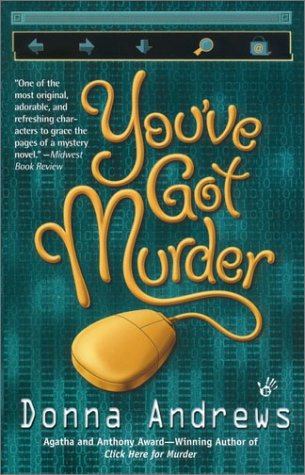 "One of the
most original,
adorable, and
refreshing char-
acters to grace the
pages of a mystery
novel."—Midwest
Book Review
You've
Got
Murder
Donna Andrews
Agatha and Anthony Award—Winning Author of
Click Here for Murder